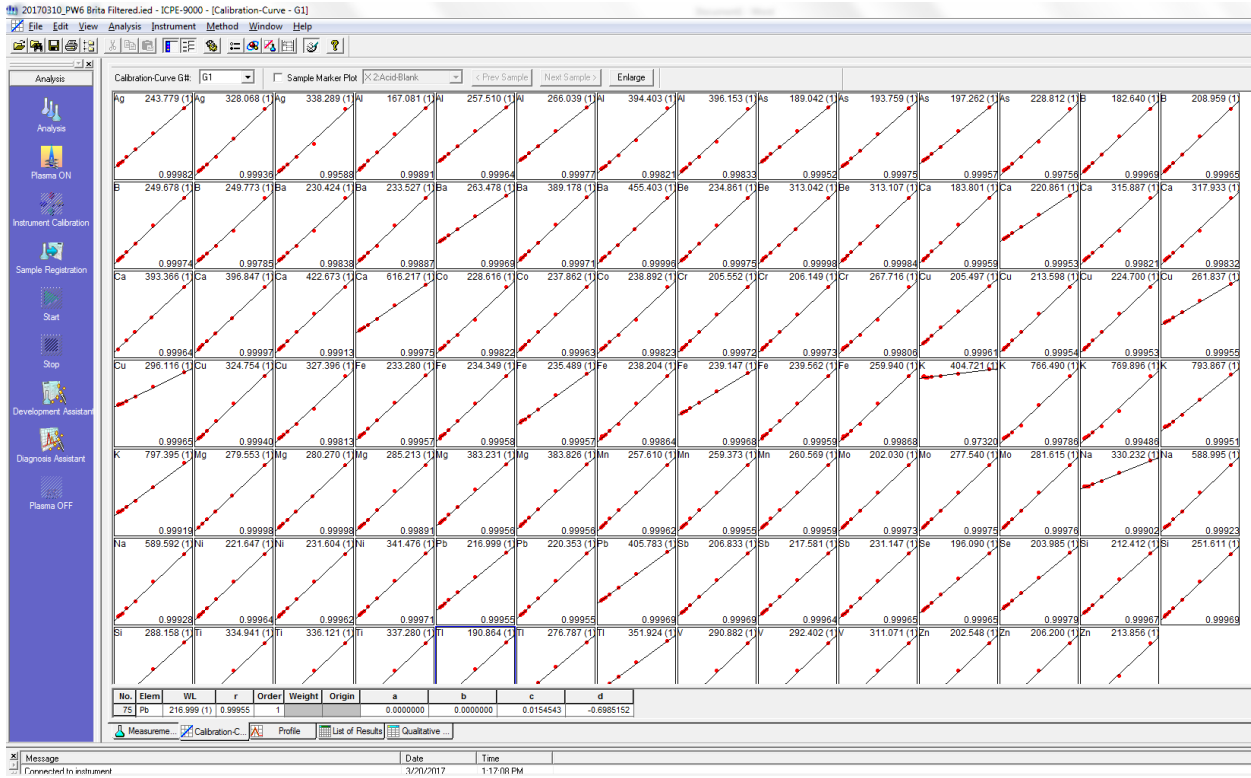 20170310_PW6 Brita Filtered.ied - ICPE-9000 - [Calibration-Curve - G1]
File Edit View Analysis Instrument Method Window Help
Analysis
Calibration-Curve G#: G1 Sample Marker Plot X 2:Acid-Blank < Prev Sample Next Sample > Enlarge
Analysis
Plasma ON
Instrument Calibration
Sample Registration
Start
Stop
Development Assistant
Diagnosis Assistant
Plasma OFF
Ag 243.779 (1) Ag 328.068 (1) Ag 338.289 (1) Al 167.081 (1) Al 257.510 (1) Al 266.039 (1) Al 394.403 (1) Al 396.153 (1) As 189.042 (1) As 193.759 (1) As 197.262 (1) As 228.812 (1) B 182.640 (1) B 208.959 (1)
0.99982 0.99936 0.99588 0.99891 0.99964 0.99977 0.99821 0.99833 0.99952 0.99975 0.99957 0.99756 0.99969 0.99965
B 249.678 (1) B 249.773 (1) Ba 230.424 (1) Ba 233.527 (1) Ba 263.478 (1) Ba 389.178 (1) Ba 455.403 (1) Be 234.861 (1) Be 313.042 (1) Be 313.107 (1) Ca 183.801 (1) Ca 220.861 (1) Ca 315.887 (1) Ca 317.933 (1)
0.99974 0.99785 0.99838 0.99887 0.99969 0.99971 0.99996 0.99975 0.99998 0.99984 0.99959 0.99953 0.99821 0.99832
Ca 393.366 (1) Ca 396.847 (1) Ca 422.673 (1) Ca 616.217 (1) Co 228.616 (1) Co 237.862 (1) Co 238.892 (1) Cr 205.552 (1) Cr 206.149 (1) Cr 267.716 (1) Cu 205.497 (1) Cu 213.598 (1) Cu 224.700 (1) Cu 261.837 (1)
0.99964 0.99997 0.99913 0.99975 0.99822 0.99963 0.99823 0.99972 0.99973 0.99806 0.99961 0.99954 0.99953 0.99955
Cu 296.116 (1) Cu 324.754 (1) Cu 327.396 (1) Fe 233.280 (1) Fe 234.349 (1) Fe 235.489 (1) Fe 238.204 (1) Fe 239.147 (1) Fe 239.562 (1) Fe 259.940 (1) K 404.721 (1) K 766.490 (1) K 769.896 (1) K 793.867 (1)
0.99965 0.99940 0.99813 0.99957 0.99958 0.99957 0.99864 0.99968 0.99959 0.99868 0.97320 0.99786 0.99486 0.99951
K 797.395 (1) Mg 279.553 (1) Mg 280.270 (1) Mg 285.213 (1) Mg 383.231 (1) Mg 383.826 (1) Mn 257.610 (1) Mn 259.373 (1) Mn 260.569 (1) Mo 202.030 (1) Mo 277.540 (1) Mo 281.615 (1) Na 330.232 (1) Na 588.995 (1)
0.99919 0.99998 0.99998 0.99891 0.99956 0.99956 0.99962 0.99955 0.99959 0.99973 0.99975 0.99976 0.99902 0.99923
Na 589.592 (1) Ni 221.647 (1) Ni 231.604 (1) Ni 341.476 (1) Pb 216.999 (1) Pb 220.353 (1) Pb 405.783 (1) Sb 206.833 (1) Sb 217.581 (1) Sb 231.147 (1) Se 196.090 (1) Se 203.985 (1) Si 212.412 (1) Si 251.611 (1)
0.99928 0.99964 0.99962 0.99971 0.99955 0.99955 0.99969 0.99969 0.99964 0.99965 0.99965 0.99979 0.99967 0.99969
Si 288.158 (1) Ti 334.941 (1) Ti 336.121 (1) Ti 337.280 (1) Tl 190.864 (1) Tl 276.787 (1) Tl 351.924 (1) V 290.882 (1) V 292.402 (1) V 311.071 (1) Zn 202.548 (1) Zn 206.200 (1) Zn 213.856 (1)
No. Elem WL r Order Weight Origin a b c d
75 Pb 216.999 (1) 0.99955 1 0.0000000 0.0000000 0.0154543 -0.6985152
Measureme... Calibration-C... Profile List of Results Qualitative ...
Message Date Time
Connected to instrument 3/20/2017 1:17:08 PM